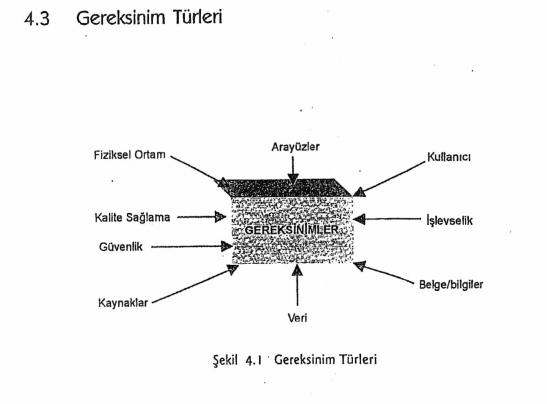 4.3 Gereksinim Türleri
Arayüzler
Fiziksel Ortam
Kullanıcı
Kalite Sağlama
İşlevselik
GEREKSİNİMLER
Güvenlik
Belge/bilgiler
Kaynaklar
Veri
Şekil 4.1 Gereksinim Türleri